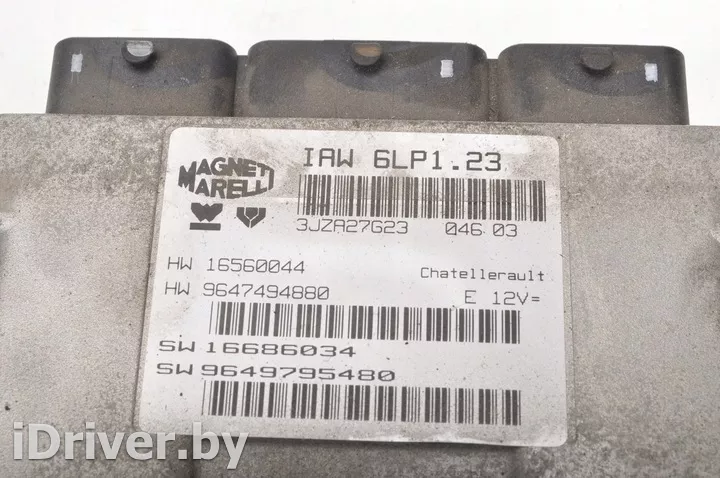 MAGNETI
MARELLI
IAW 6LP1.23
3JZA27G23 046 03
HW 16560044 Chatellerault
HW 9647494880 E 12V=
SW 16686034
SW 9649795480
iDriver.by